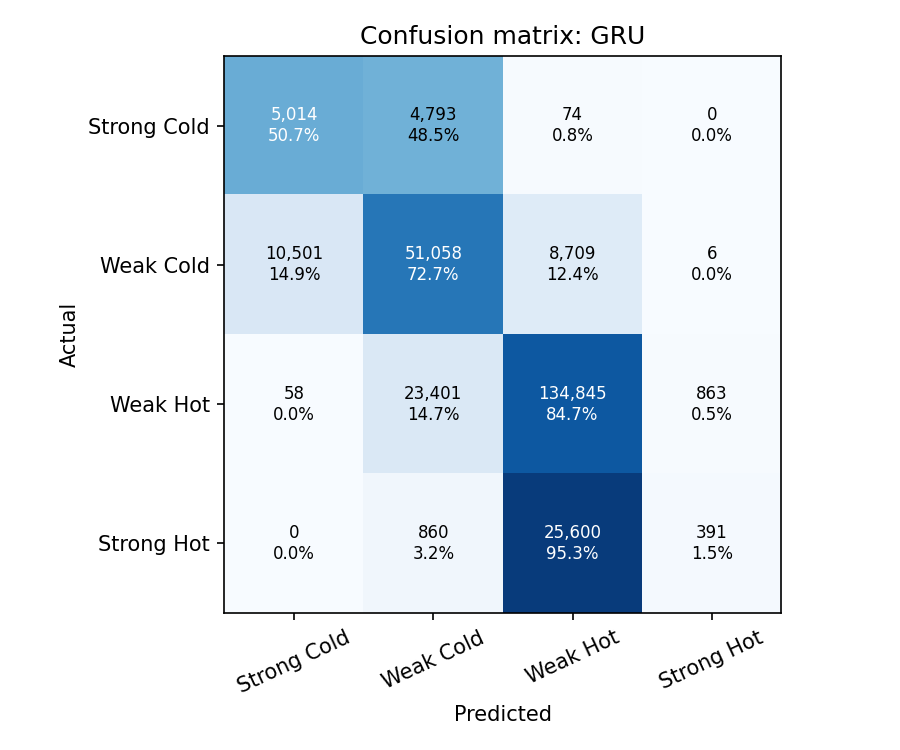 Confusion matrix: GRU
Strong Cold
5,014
50.7%
4,793
48.5%
74
0.8%
0
0.0%
Weak Cold
10,501
14.9%
51,058
72.7%
8,709
12.4%
6
0.0%
Weak Hot
58
0.0%
23,401
14.7%
134,845
84.7%
863
0.5%
Strong Hot
0
0.0%
860
3.2%
25,600
95.3%
391
1.5%
Actual
Strong Cold
Weak Cold
Weak Hot
Strong Hot
Predicted